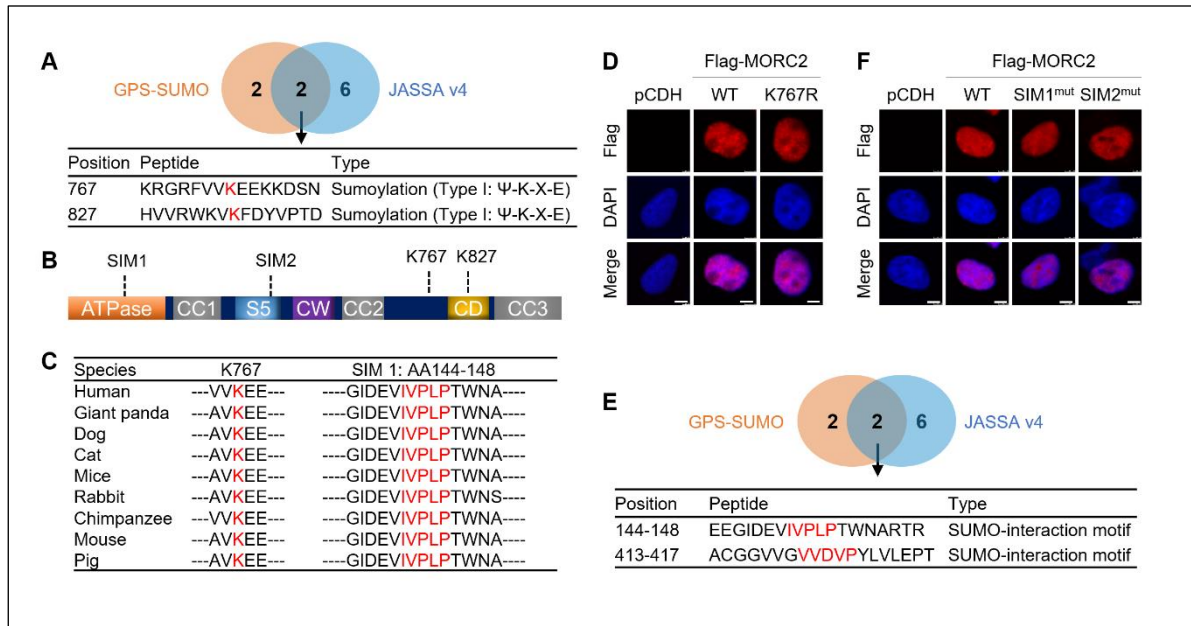 A
GPS-SUMO 2 2 6 JASSA v4
Position Peptide Type
767 KRGRFVVKEEKKDSN Sumoylation (Type I: Ψ-K-X-E)
827 HVVRWKVKFDYVPTD Sumoylation (Type I: Ψ-K-X-E)
B
SIM1 SIM2 K767 K827
ATPase CC1 S5 CW CC2 CD CC3
C
Species K767 SIM 1: AA144-148
Human ---VVKEE--- ----GIDEVIVPLPTWNA----
Giant panda ---AVKEE--- ----GIDEVIVPLPTWNA----
Dog ---AVKEE--- ----GIDEVIVPLPTWNA----
Cat ---AVKEE--- ----GIDEVIVPLPTWNA----
Mice ---AVKEE--- ----GIDEVIVPLPTWNA----
Rabbit ---AVKEE--- ----GIDEVIVPLPTWNS----
Chimpanzee ---AVKEE--- ----GIDEVIVPLPTWNA----
Mouse ---AVKEE--- ----GIDEVIVPLPTWNA----
Pig ---AVKEE--- ----GIDEVIVPLPTWNA----
D
Flag-MORC2
pCDH WT K767R
Flag
DAPI
Merge
F
Flag-MORC2
pCDH WT SIM1mut SIM2mut
Flag
DAPI
Merge
E
GPS-SUMO 2 2 6 JASSA v4
Position Peptide Type
144-148 EEGIDEVIVPLPTWNARTR SUMO-interaction motif
413-417 ACGGVVGVVDVPYLVLEPT SUMO-interaction motif